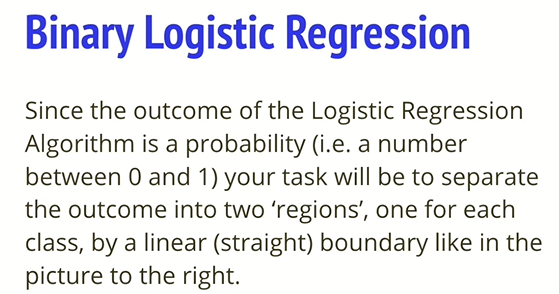 Binary Logistic Regression
Since the outcome of the Logistic Regression
Algorithm is a probability (i.e. a number
between 0 and 1) your task will be to separate
the outcome into two ‘regions’, one for each
class, by a linear (straight) boundary like in the
picture to the right.